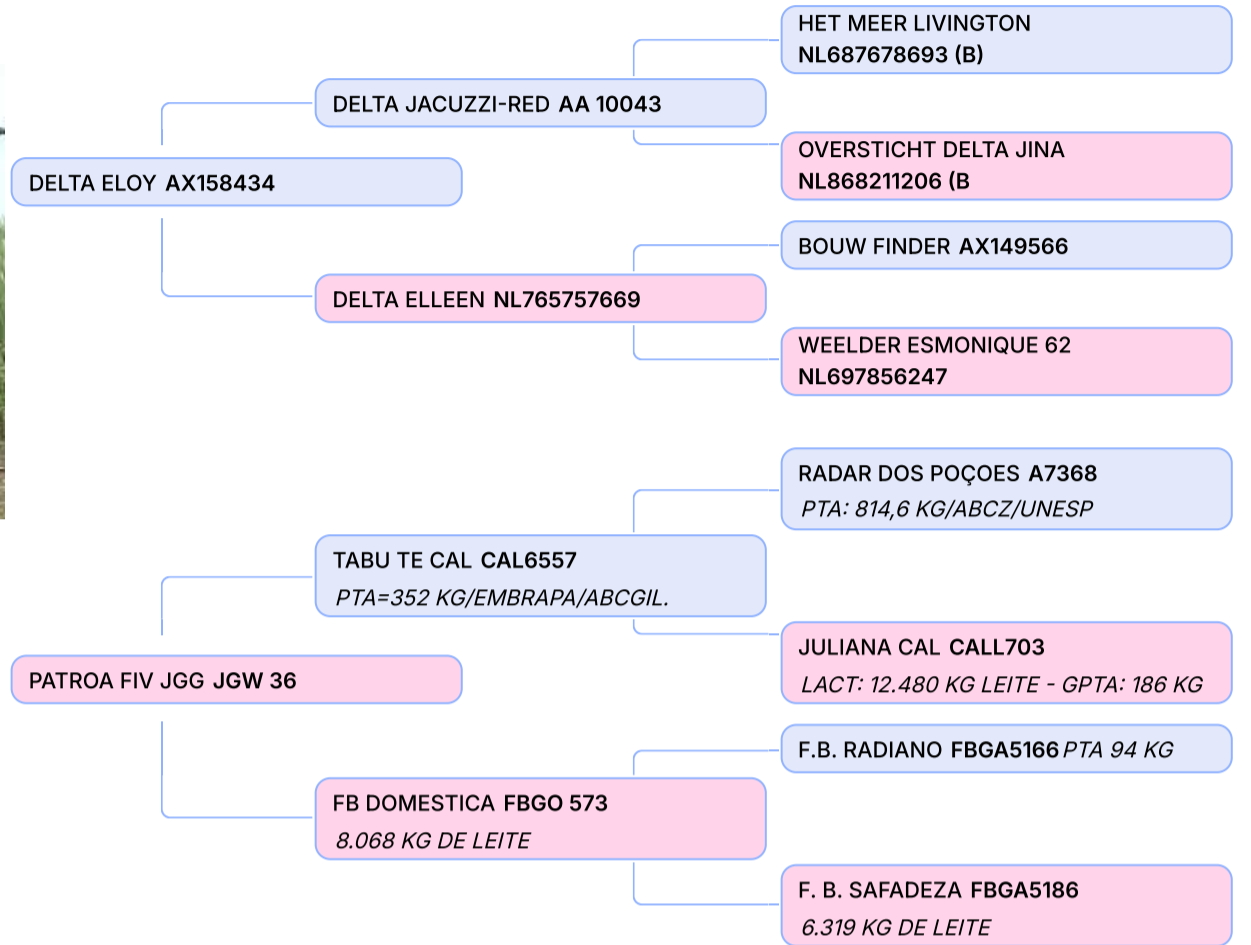 HET MEER LIVINGTON
NL687678693 (B)
DELTA JACUZZI-RED AA 10043
OVERSTICHT DELTA JINA
NL868211206 (B
DELTA ELOY AX158434
BOUW FINDER AX149566
DELTA ELLEEN NL765757669
WEELDER ESMONIQUE 62
NL697856247
RADAR DOS POÇOES A7368
PTA: 814,6 KG/ABCZ/UNESP
TABU TE CAL CAL6557
PTA=352 KG/EMBRAPA/ABCGIL.
JULIANA CAL CALL703
LACT: 12.480 KG LEITE - GPTA: 186 KG
PATROA FIV JGG JGW 36
F.B. RADIANO FBGA5166 PTA 94 KG
FB DOMESTICA FBGO 573
8.068 KG DE LEITE
F. B. SAFADEZA FBGA5186
6.319 KG DE LEITE